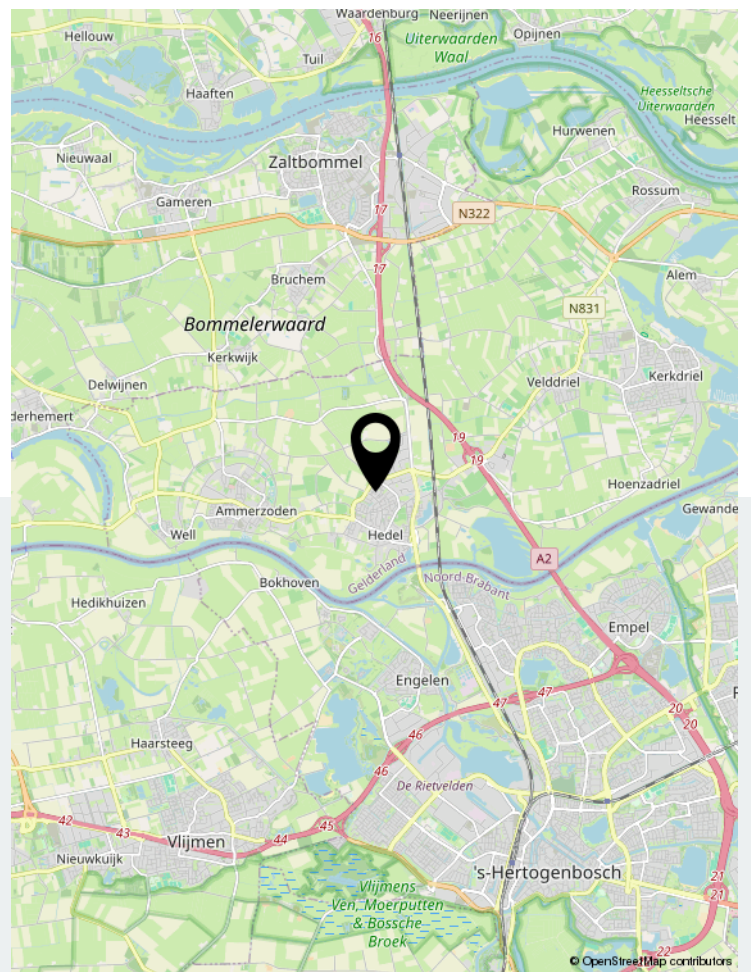 Waardenburg
Neerijnen
16
Hellouw
Uiterwaarden
Waal
Opijnen
Tuil
Haaften
Heesseltsche
Uiterwaarden
Heesselt
Hurwenen
Nieuwaal
Zaltbommel
Rossum
Gameren
17
N322
17
Bruchem
Alem
N831
Bommelerwaard
Kerkwijk
Delwijnen
Velddriel
Kerkdriel
derhemert
19
19
Hoenzadriel
Ammerzoden
Gewande
Well
Hedel
A2
Gelderland
Noord-Brabant
Bokhoven
Hedikhuizen
Empel
Engelen
47
47
20
20
Haarsteeg
46
46
De Rietvelden
42
43
44
45
Vlijmen
Nieuwkuijk
's-Hertogenbosch
21
21
Vlijmens
Ven, Moerputten
& Bossche
Broek
22
© OpenStreetMap contributors